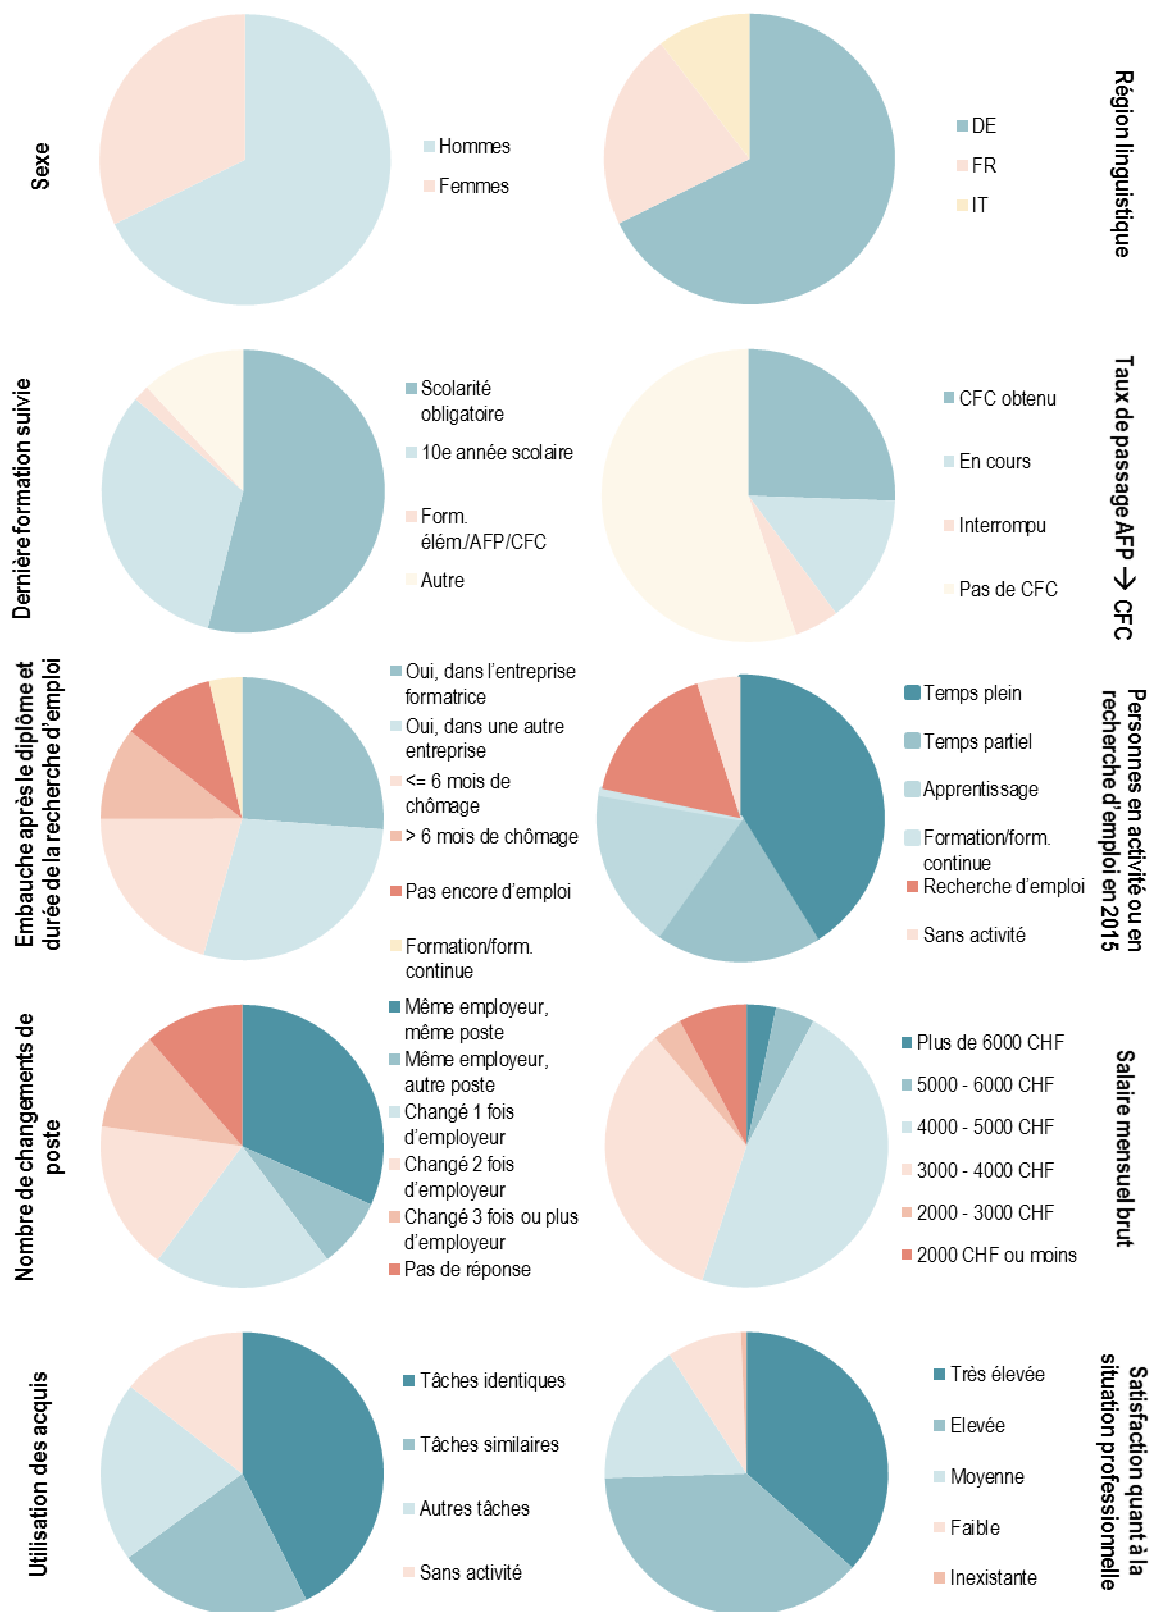 Sexe
Hommes
Femmes
Région linguistique
DE
FR
IT
Dernière formation suivie
Scolarité
obligatoire
10e année scolaire
Form.
élém./AFP/CFC
Autre
Taux de passage AFP → CFC
CFC obtenu
En cours
Interrompu
Pas de CFC
Embauche après le diplôme et
durée de la recherche d'emploi
Oui, dans l'entreprise
formatrice
Oui, dans une autre
entreprise
<= 6 mois de
chômage
> 6 mois de chômage
Pas encore d'emploi
Formation/form.
continue
Personnes en activité ou en
recherche d'emploi en 2015
Temps plein
Temps partiel
Apprentissage
Formation/form.
continue
Recherche d'emploi
Sans activité
Nombre de changements de
poste
Même employeur,
même poste
Même employeur,
autre poste
Changé 1 fois
d'employeur
Changé 2 fois
d'employeur
Changé 3 fois ou plus
d'employeur
Pas de réponse
Salaire mensuel brut
Plus de 6000 CHF
5000 - 6000 CHF
4000 - 5000 CHF
3000 - 4000 CHF
2000 - 3000 CHF
2000 CHF ou moins
Utilisation des acquis
Tâches identiques
Tâches similaires
Autres tâches
Sans activité
Satisfaction quant à la
situation professionnelle
Très élevée
Elevée
Moyenne
Faible
Inexistante